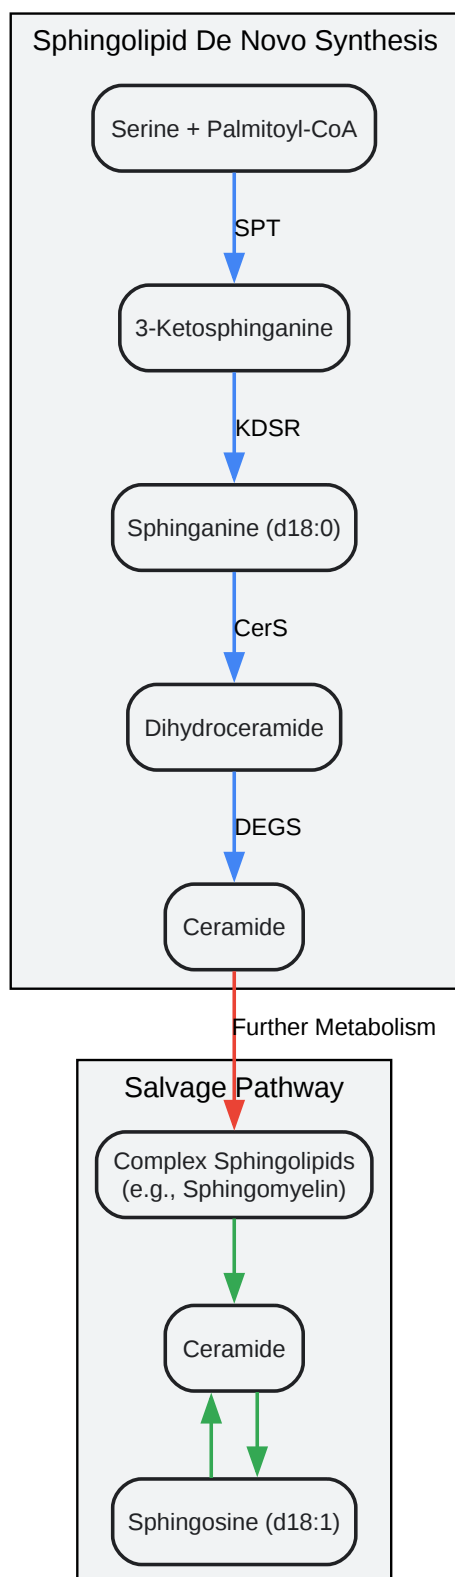 Sphingolipid De Novo Synthesis
Serine + Palmitoyl-CoA
SPT
3-Ketosphinganine
KDSR
Sphinganine (d18:0)
CerS
Dihydroceramide
DEGS
Ceramide
Further Metabolism
Salvage Pathway
Complex Sphingolipids
(e.g., Sphingomyelin)
Ceramide
Sphingosine (d18:1)